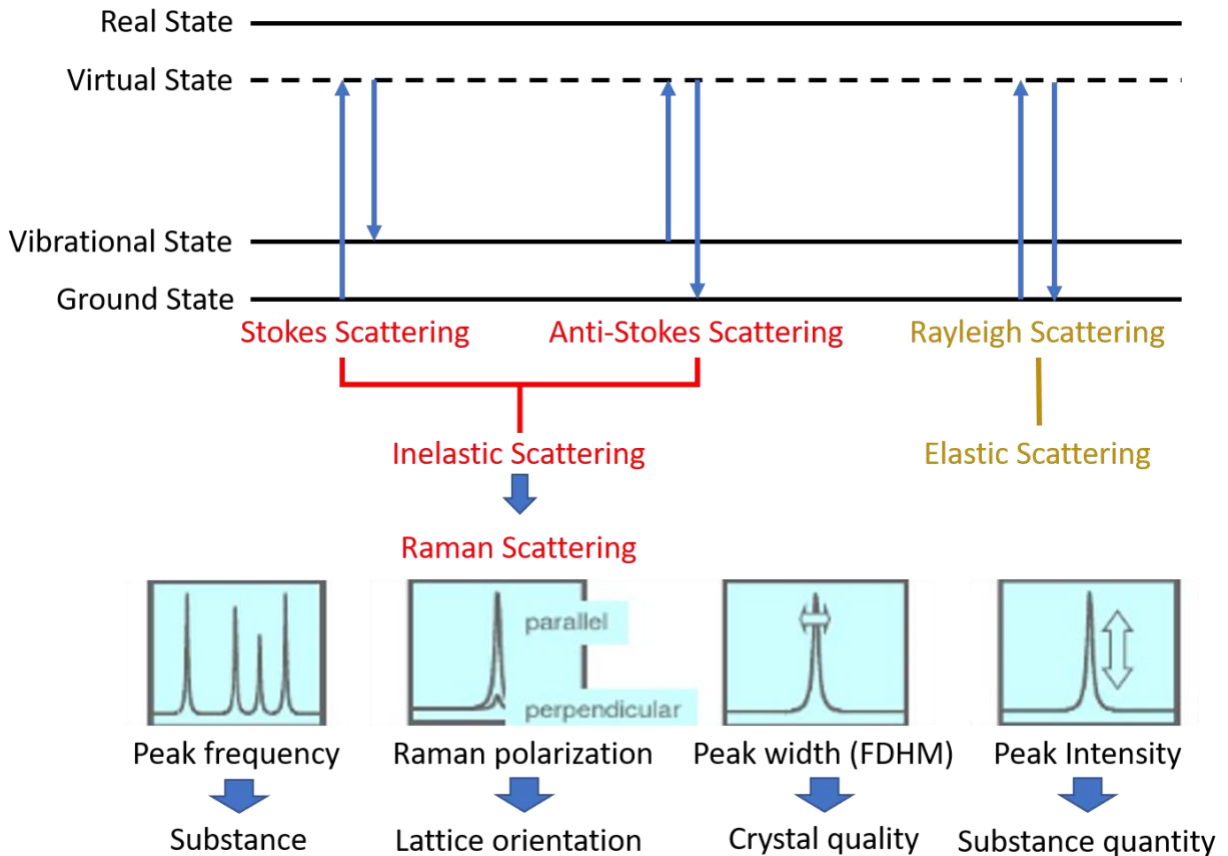 Real State
Virtual State
Vibrational State
Ground State
Stokes Scattering
Anti-Stokes Scattering
Rayleigh Scattering
Inelastic Scattering
Elastic Scattering
Raman Scattering
parallel
perpendicular
Peak frequency
Raman polarization
Peak width (FDHM)
Peak Intensity
Substance
Lattice orientation
Crystal quality
Substance quantity